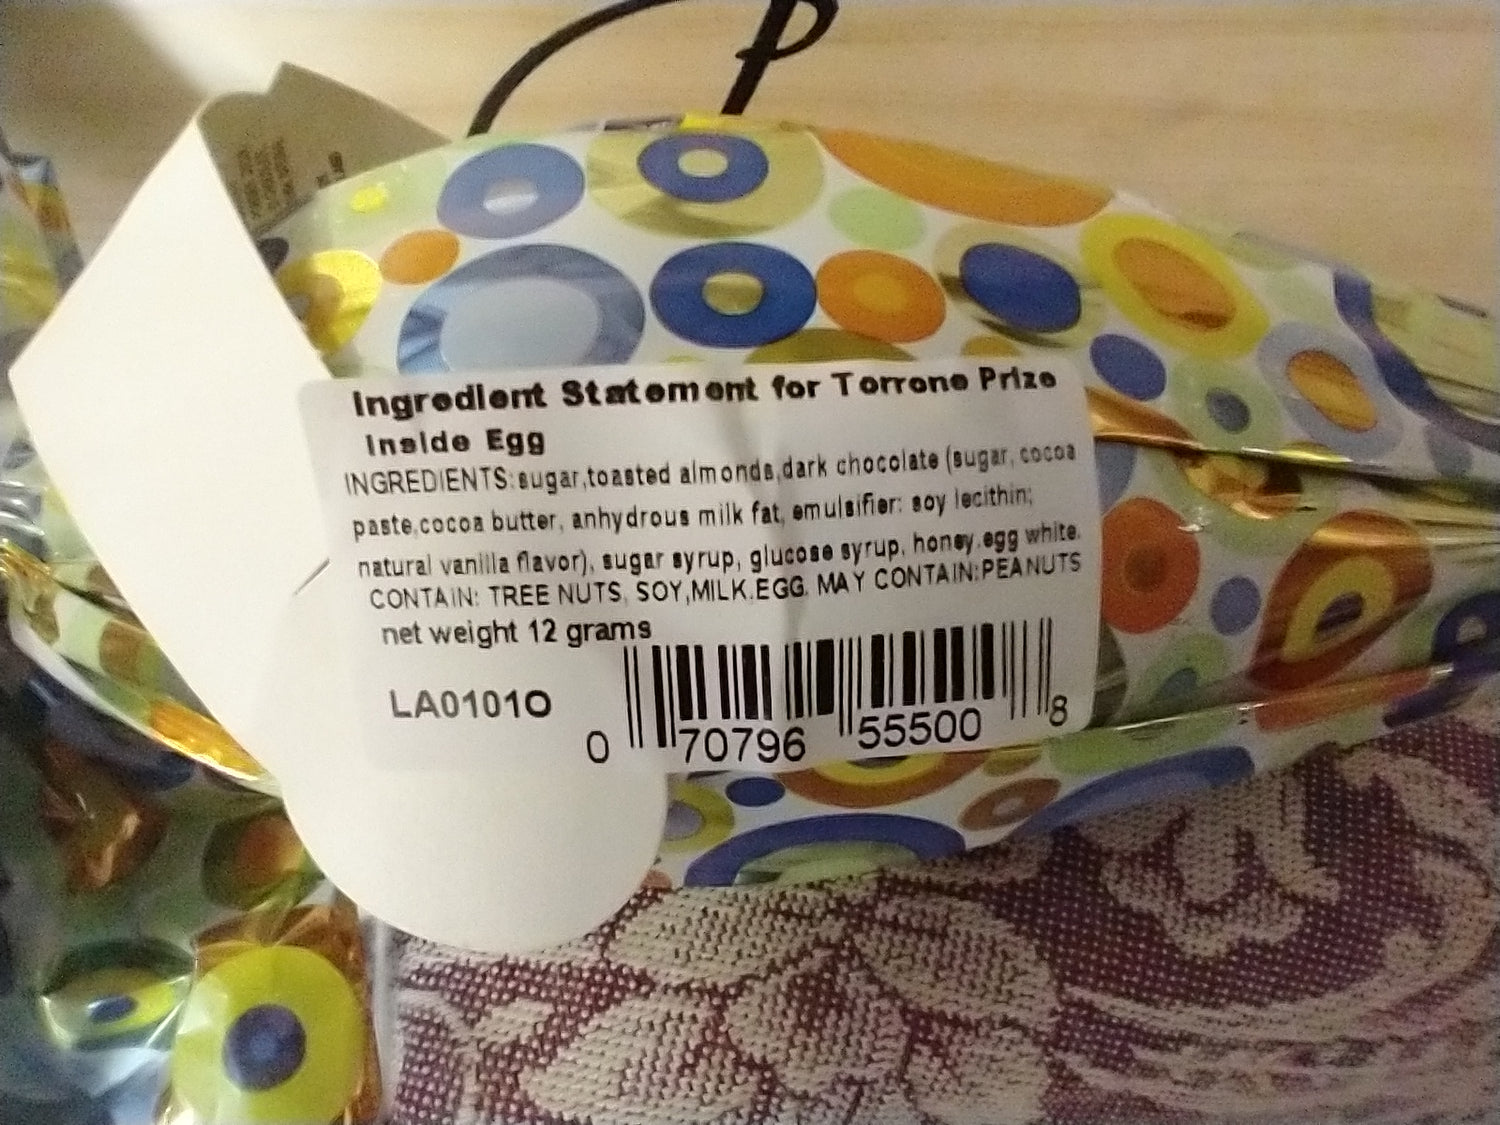 Ingredient Statement for Torrone Prize
Inside Egg
INGREDIENTS:sugar,toasted almonds,dark chocolate (sugar, cocoa
paste,cocoa butter, anhydrous milk fat, emulsifier: soy lecithin;
natural vanilla flavor), sugar syrup, glucose syrup, honey,egg white.
CONTAIN: TREE NUTS, SOY,MILK,EGG. MAY CONTAIN:PEANUTS
net weight 12 grams
LA01010
0 70796 55500 8